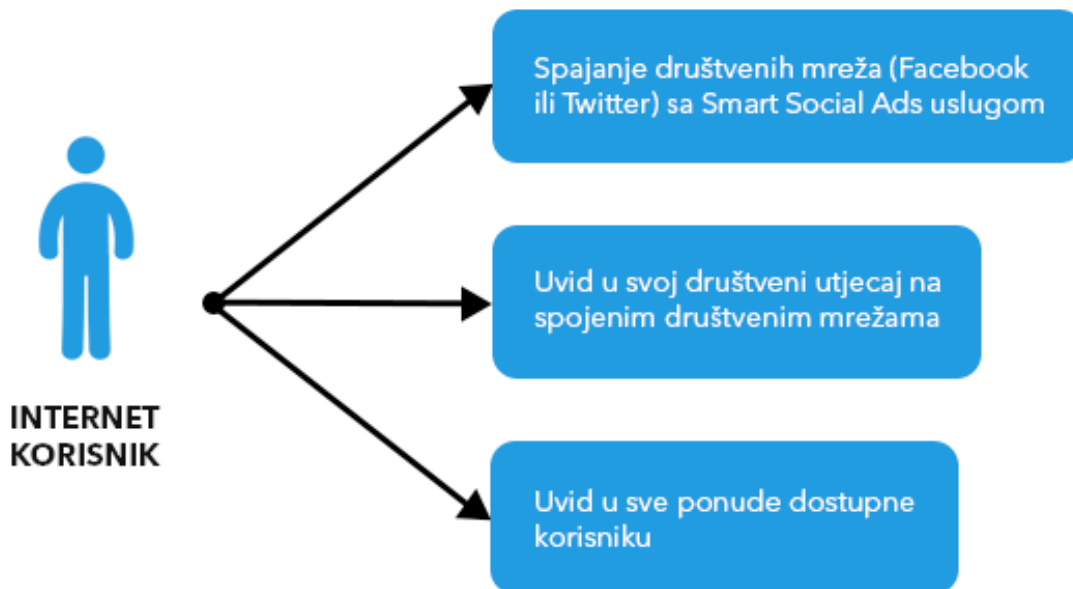 Spajanje društvenih mreža (Facebook
ili Twitter) sa Smart Social Ads uslugom
Uvid u svoj društveni utjecaj na
spojenim društvenim mrežama
INTERNET
KORISNIK
Uvid u sve ponude dostupne
korisniku